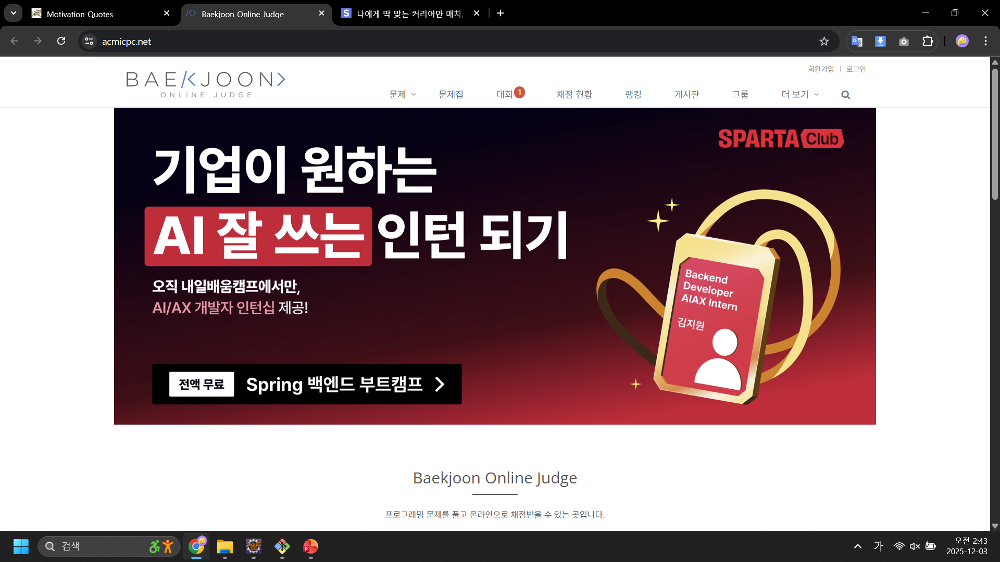 Motivation Quotes
Baekjoon Online Judge
S 나에게 딱 맞는 커리어만 매치,
acmicpc.net
회원가입 | 로그인
BAEKJOON
ONLINE JUDGE
문제 문제집 대회 1 채점 현황 랭킹 게시판 그룹 더 보기
SPARTA Club
기업이 원하는
AI 잘 쓰는 인턴 되기
오직 내일배움캠프에서만,
AI/AX 개발자 인턴십 제공!
Backend
Developer
AIAX Intern
김지원
전액 무료 Spring 백엔드 부트캠프
Baekjoon Online Judge
프로그래밍 문제를 풀고 온라인으로 채점받을 수 있는 곳입니다.
검색
Java EE
IDE
P
가
오전 2:43
2025-12-03